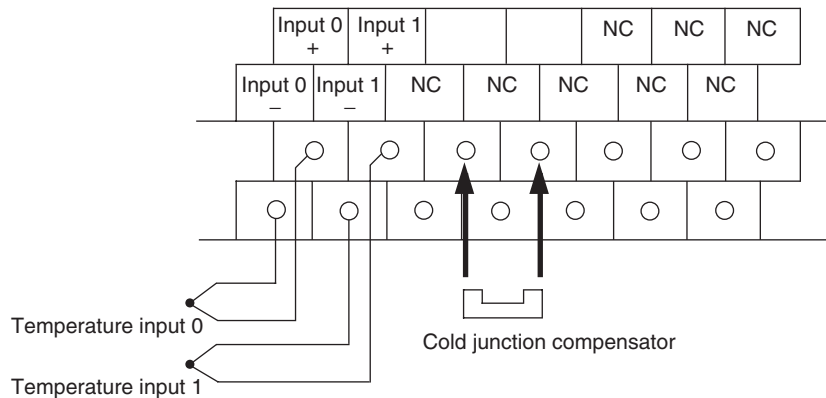 Input 0 Input 1 NC NC NC
+ +
Input 0 Input 1 NC NC NC NC NC
– –
Temperature input 0
Cold junction compensator
Temperature input 1